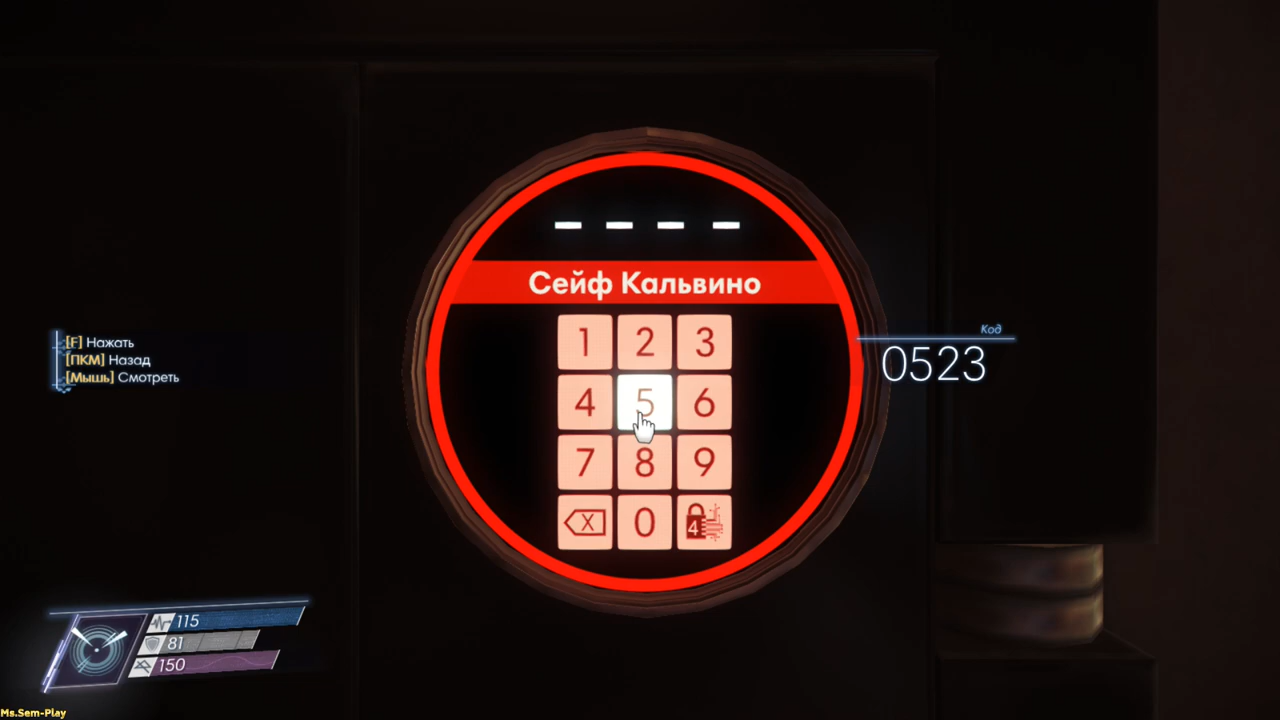 Сейф Кальвино
1 2 3
4 5 6
7 8 9
X 0 4
Код
0523
[F] Нажать
[ПКМ] Назад
[Мышь] Смотреть
115
81
150
Ms.Sem-Play